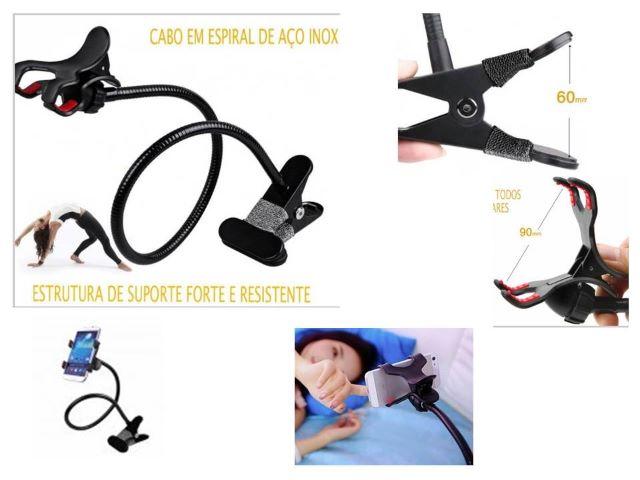 CABO EM ESPIRAL DE AÇO INOX
60mm
TODOS
ARES
90mm
ESTRUTURA DE SUPORTE FORTE E RESISTENTE